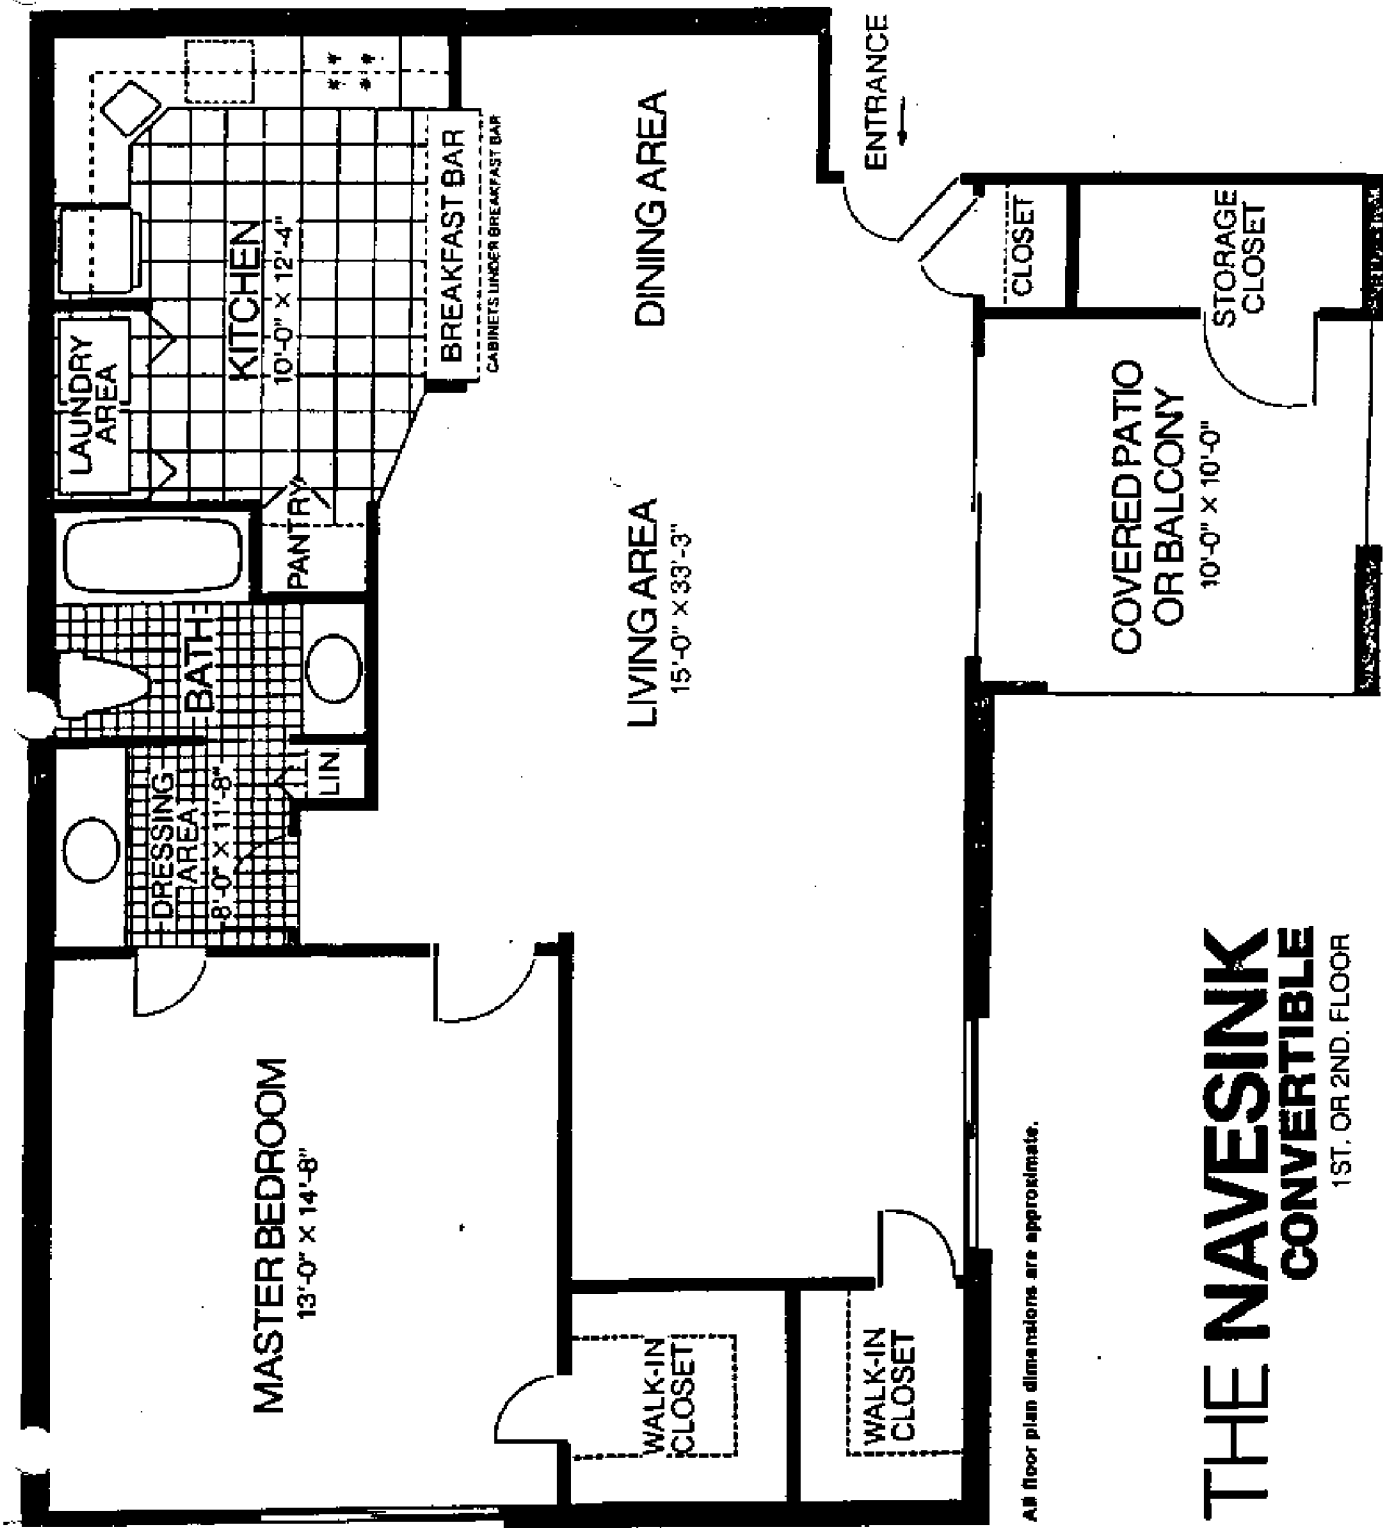 LAUNDRY
AREA
KITCHEN
10'-0" × 12'-4"
BREAKFAST BAR
CABINETS UNDER BREAKFAST BAR
PANTRY
BATH
LIN
DRESSING
AREA
8'-0" × 11'-8"
DINING AREA
ENTRANCE
CLOSET
STORAGE
CLOSET
LIVING AREA
15'-0" × 33'-3"
COVERED PATIO
OR BALCONY
10'-0" × 10'-0"
MASTER BEDROOM
13'-0" × 14'-8"
WALK-IN
CLOSET
WALK-IN
CLOSET
All floor plan dimensions are approximate.
THE NAVESINK
CONVERTIBLE
1ST. OR 2ND. FLOOR